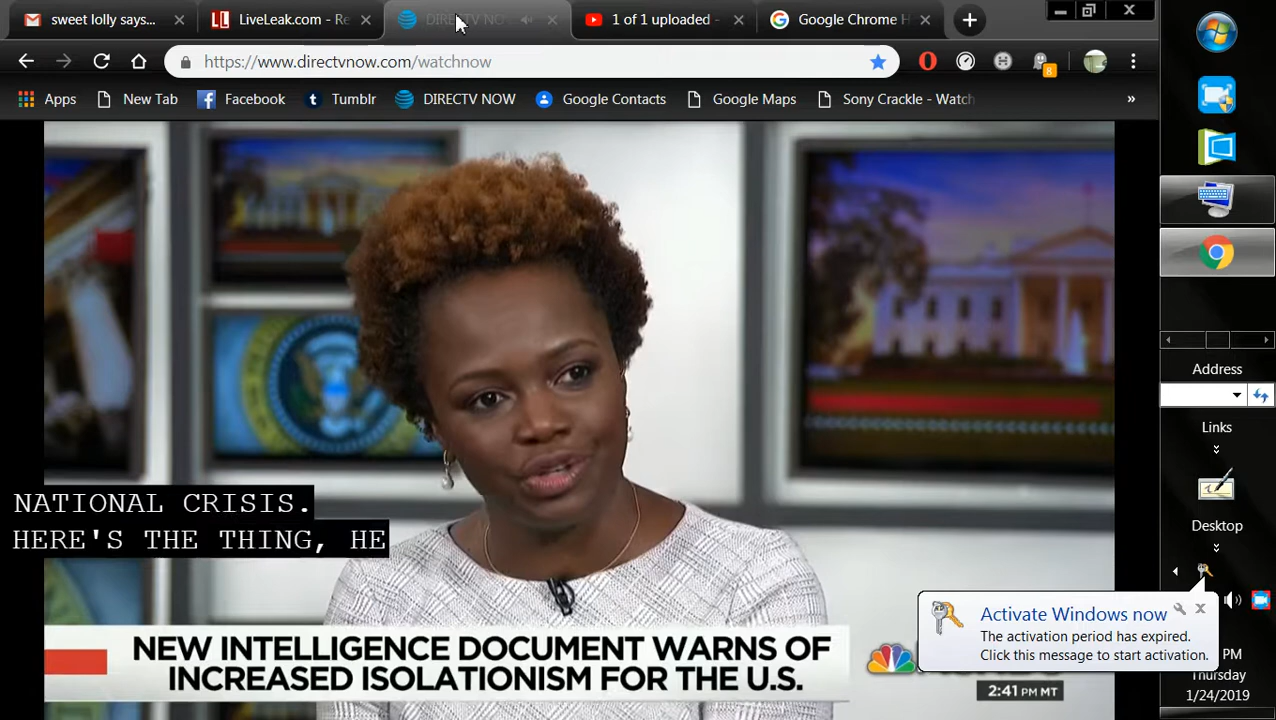 sweet lolly says...
LiveLeak.com - Re
DIRECTV NO
1 of 1 uploaded -
Google Chrome H
https://www.directvnow.com/watchnow
8
Apps
New Tab
Facebook
Tumblr
DIRECTV NOW
Google Contacts
Google Maps
Sony Crackle - Watch
»
NATIONAL CRISIS.
HERE'S THE THING, HE
NEW INTELLIGENCE DOCUMENT WARNS OF
INCREASED ISOLATIONISM FOR THE U.S.
2:41 PM MT
Address
Links
Desktop
Activate Windows now
The activation period has expired.
Click this message to start activation.
PM
Thursday
1/24/2019